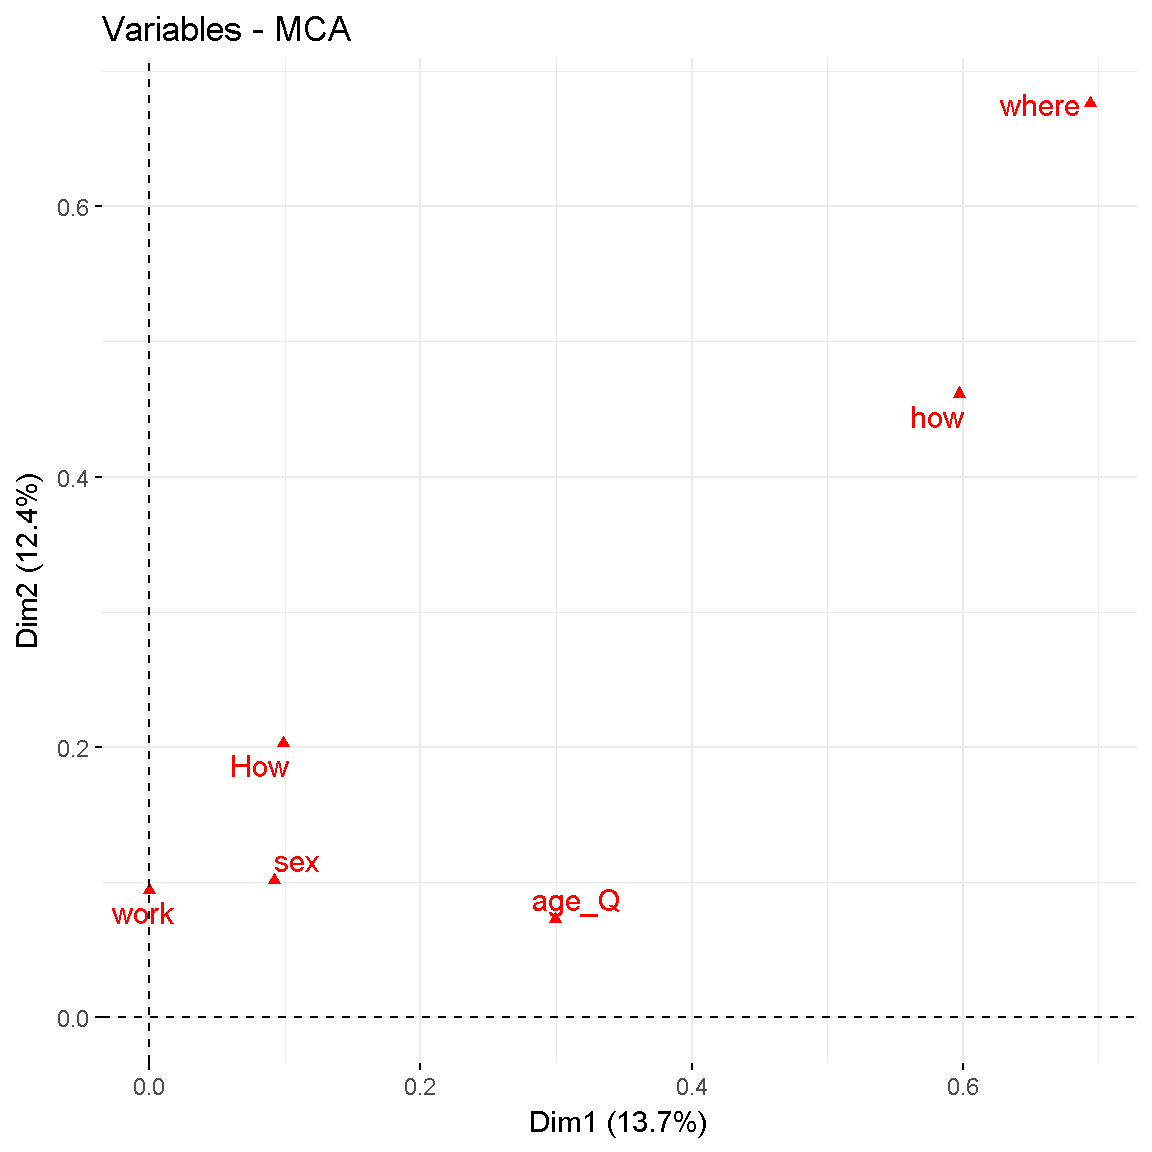 Variables - MCA
where
how
How
sex
work
age_Q
0.6
0.4
0.2
0.0
Dim2 (12.4%)
0.0 0.2 0.4 0.6
Dim1 (13.7%)